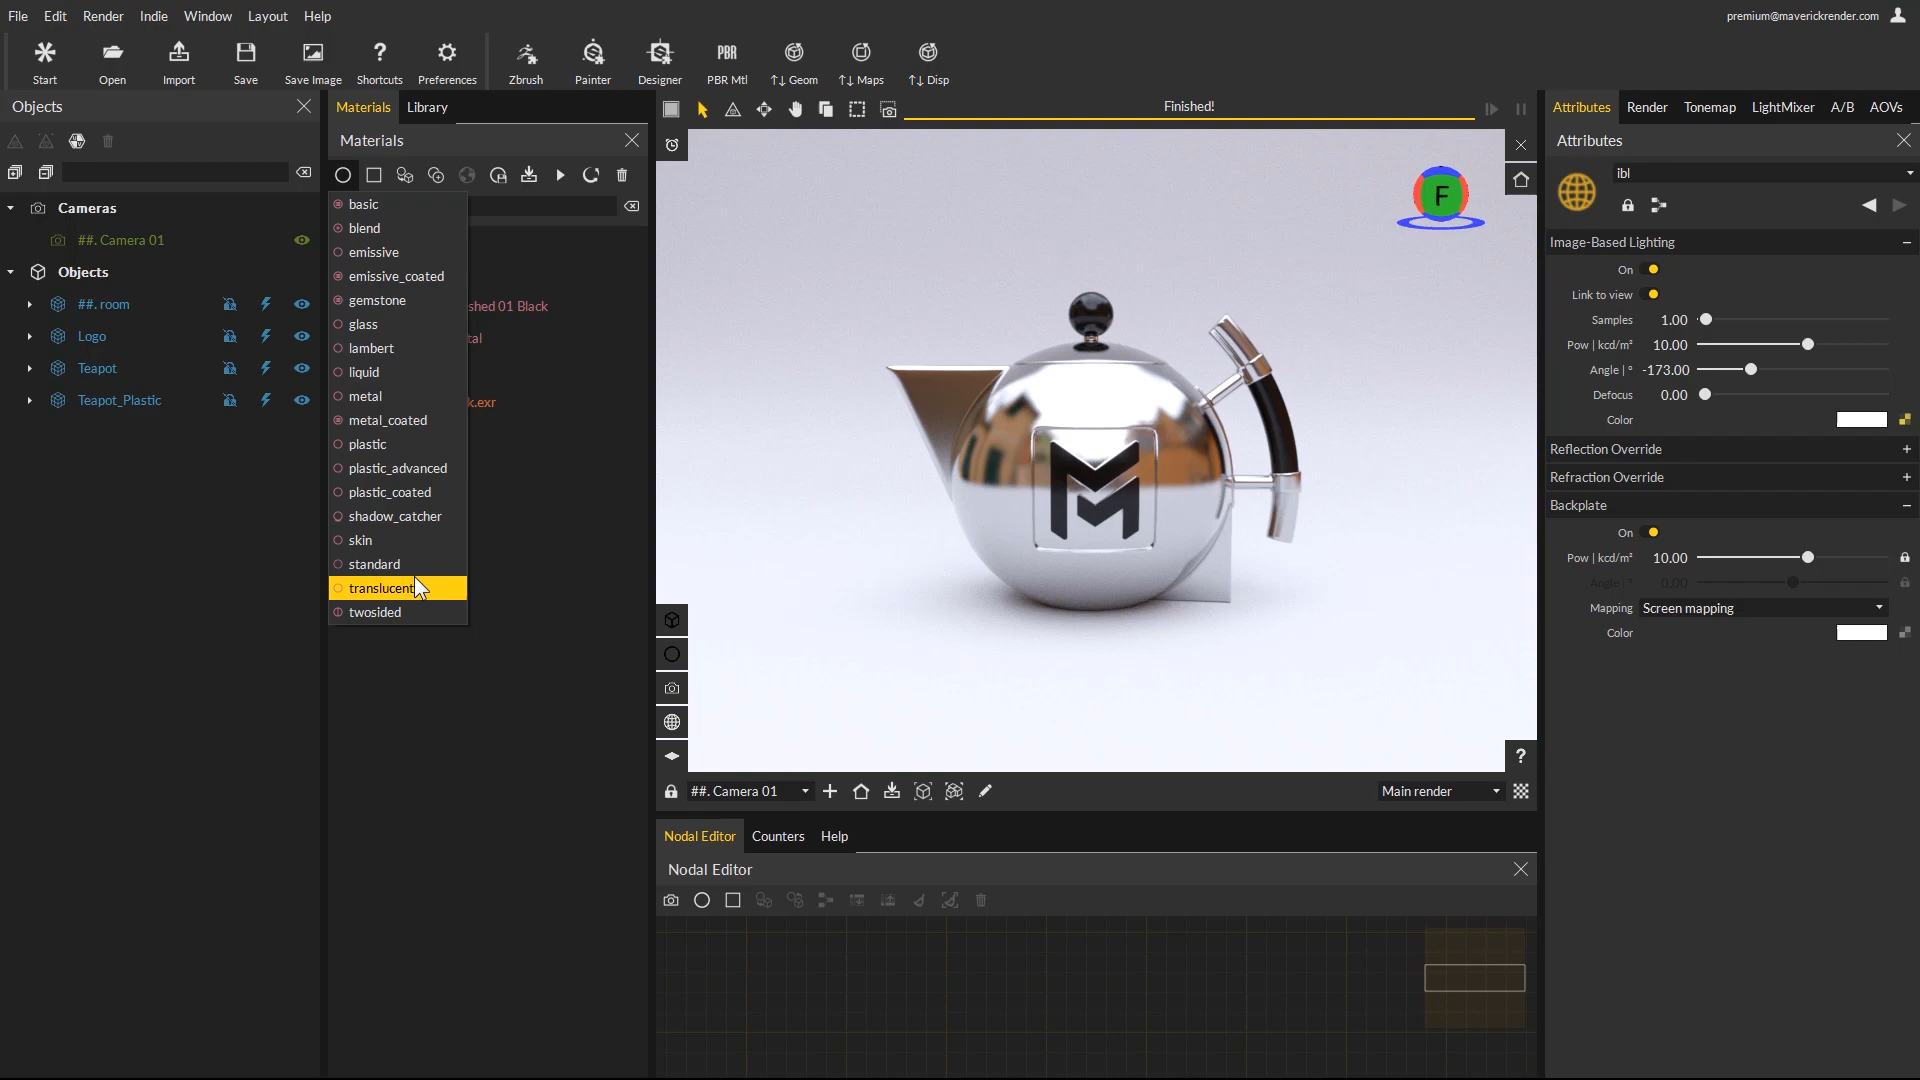 File Edit Render Indie Window Layout Help
premium@maverickrender.com
Start Open Import Save Save Image Shortcuts Preferences Zbrush Painter Designer PBR Mtl ↑↓ Geom ↑↓ Maps ↑↓ Disp
PBR
Objects
Cameras
##. Camera 01
Objects
##. room
Logo
Teapot
Teapot_Plastic
Materials Library
Materials
basic
blend
emissive
emissive_coated
gemstone
glass
lambert
liquid
metal
metal_coated
plastic
plastic_advanced
plastic_coated
shadow_catcher
skin
standard
translucent
twosided
shed 01 Black
tal
k.exr
Finished!
F
M
?
##. Camera 01
Main render
Nodal Editor Counters Help
Nodal Editor
Attributes Render Tonemap LightMixer A/B AOVs
Attributes
ibl
Image-Based Lighting
On
Link to view
Samples 1.00
Pow | kcd/m² 10.00
Angle | ° -173.00
Defocus 0.00
Color
Reflection Override
Refraction Override
Backplate
On
Pow | kcd/m² 10.00
Angle | ° 0.00
Mapping Screen mapping
Color